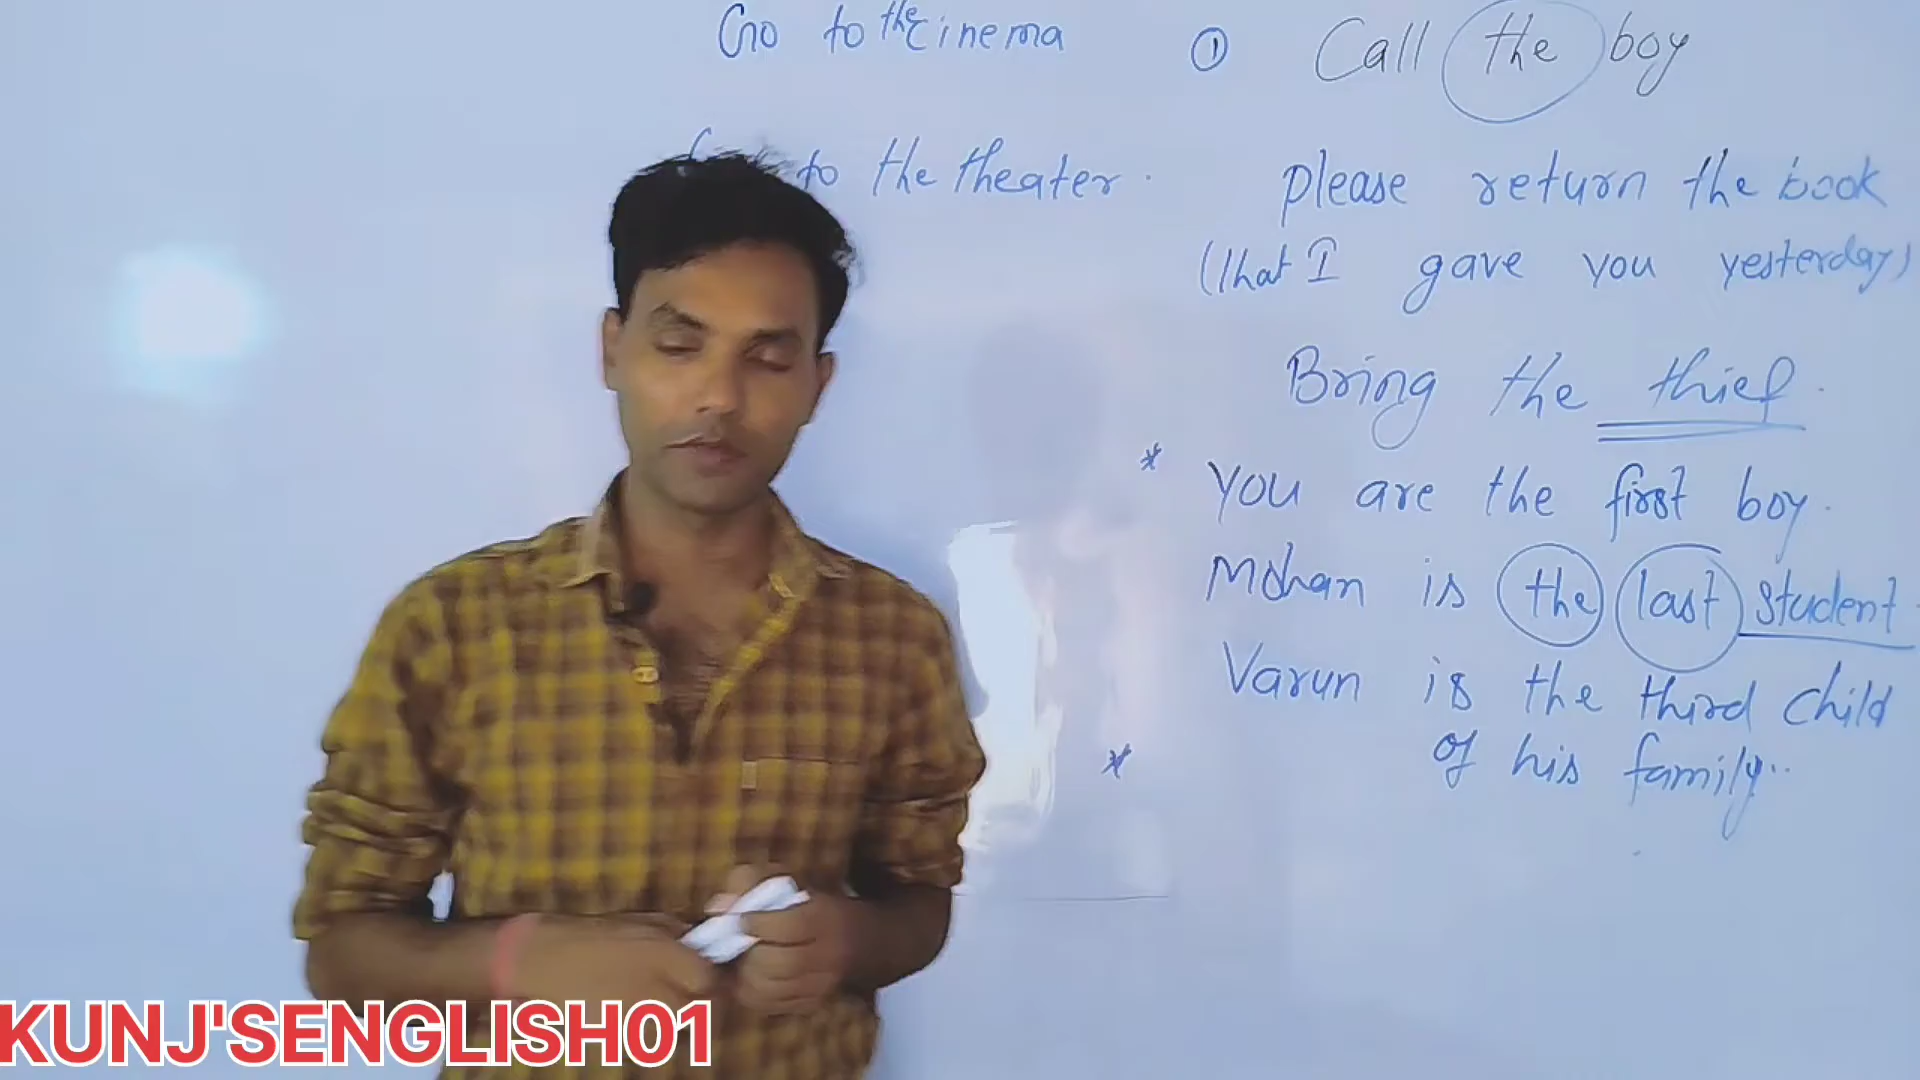 Go to the Cinema
to the theater.
① Call the boy
please return the book
(that I gave you yesterday)
Bring the thief.
* You are the first boy.
Mohan is the last student.
Varun is the third child
* of his family..
KUNJ'SENGLISH01